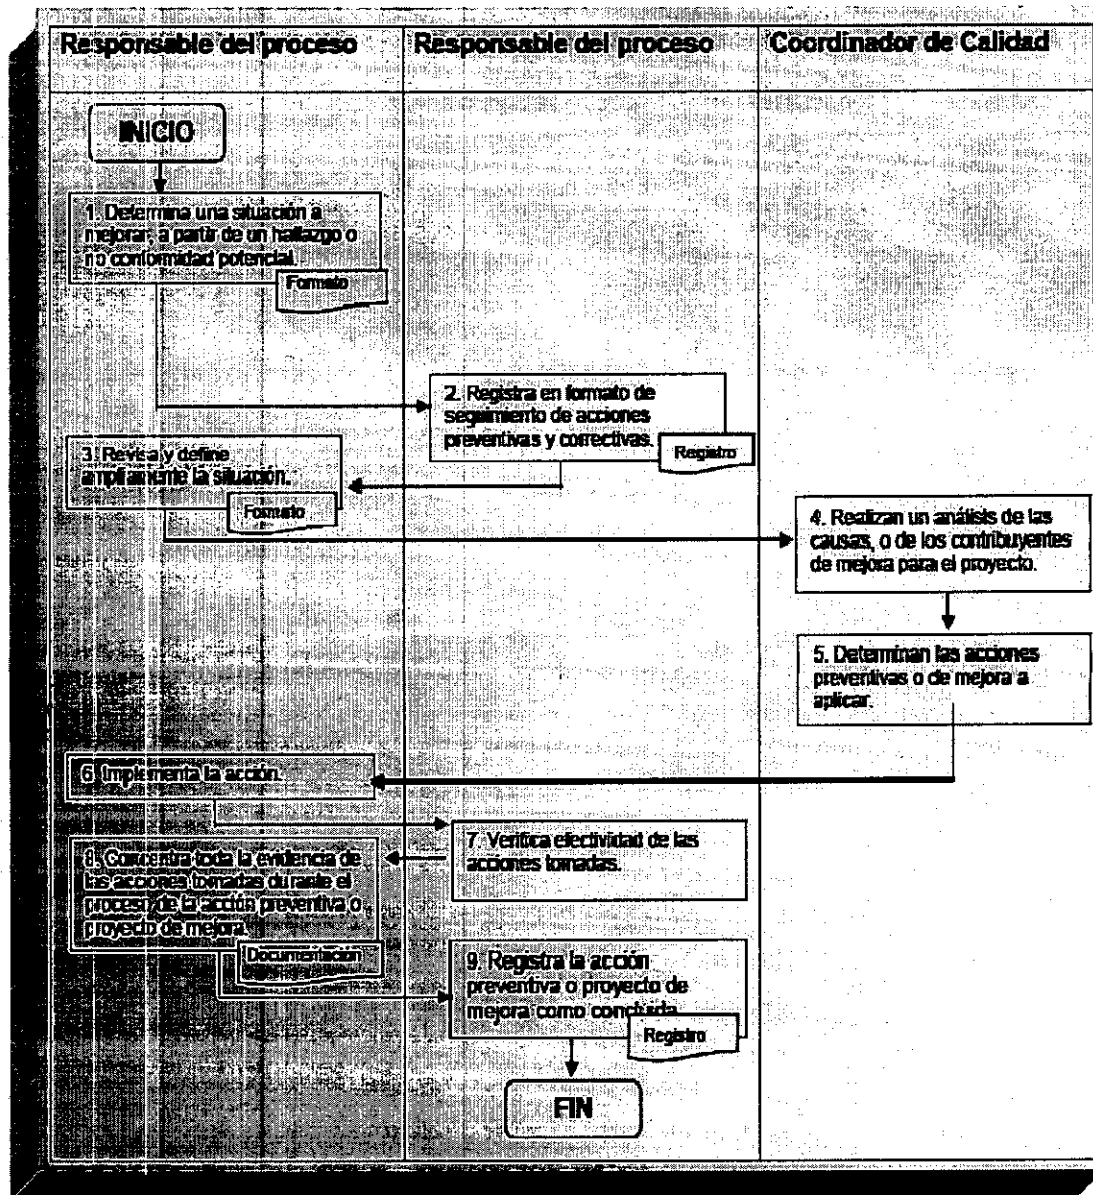 Responsable del proceso
Responsable del proceso
Coordinador de Calidad
INICIO
1. Determina una situación a
mejorar, a partir de un hallazgo o
no conformidad potencial.
Formato
2. Registra en formato de
seguimiento de acciones
preventivas y correctivas.
Registro
3. Revisa y define
ampliamente la situación.
Formato
4. Realizan un análisis de las
causas, o de los contribuyentes
de mejora para el proyecto.
5. Determinan las acciones
preventivas o de mejora a
aplicar.
6. Implementa la acción.
7. Verifica efectividad de las
acciones tomadas.
8. Concentra toda la evidencia de
las acciones tomadas durante el
proceso de la acción preventiva o
proyecto de mejora.
Documentación
9. Registra la acción
preventiva o proyecto de
mejora como concluida.
Registro
FIN